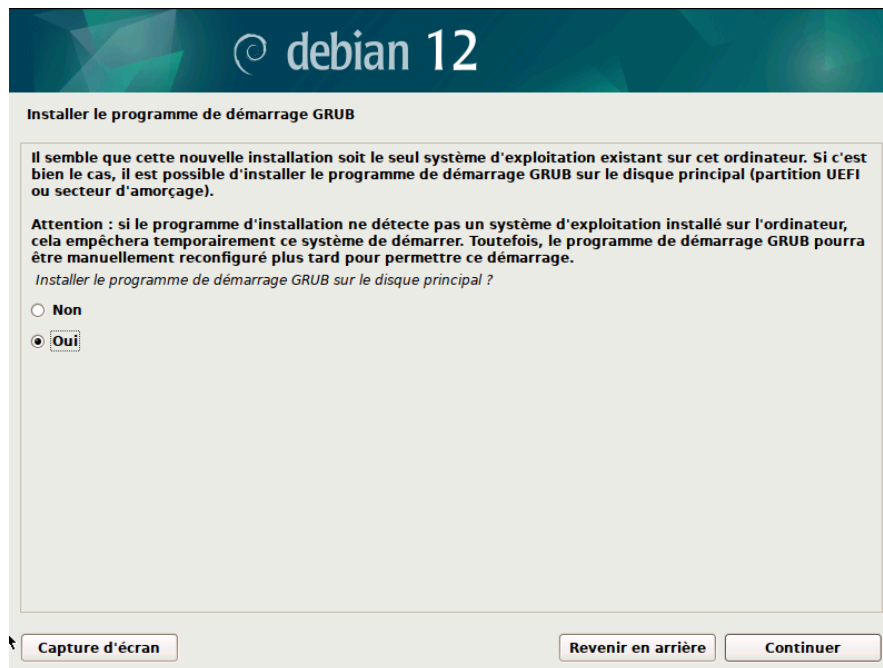 debian 12
Installer le programme de démarrage GRUB
Il semble que cette nouvelle installation soit le seul système d'exploitation existant sur cet ordinateur. Si c'est
bien le cas, il est possible d'installer le programme de démarrage GRUB sur le disque principal (partition UEFI
ou secteur d'amorçage).
Attention : si le programme d'installation ne détecte pas un système d'exploitation installé sur l'ordinateur,
cela empêchera temporairement ce système de démarrer. Toutefois, le programme de démarrage GRUB pourra
être manuellement reconfiguré plus tard pour permettre ce démarrage.
Installer le programme de démarrage GRUB sur le disque principal ?
Non
Oui
Capture d'écran
Revenir en arrière
Continuer